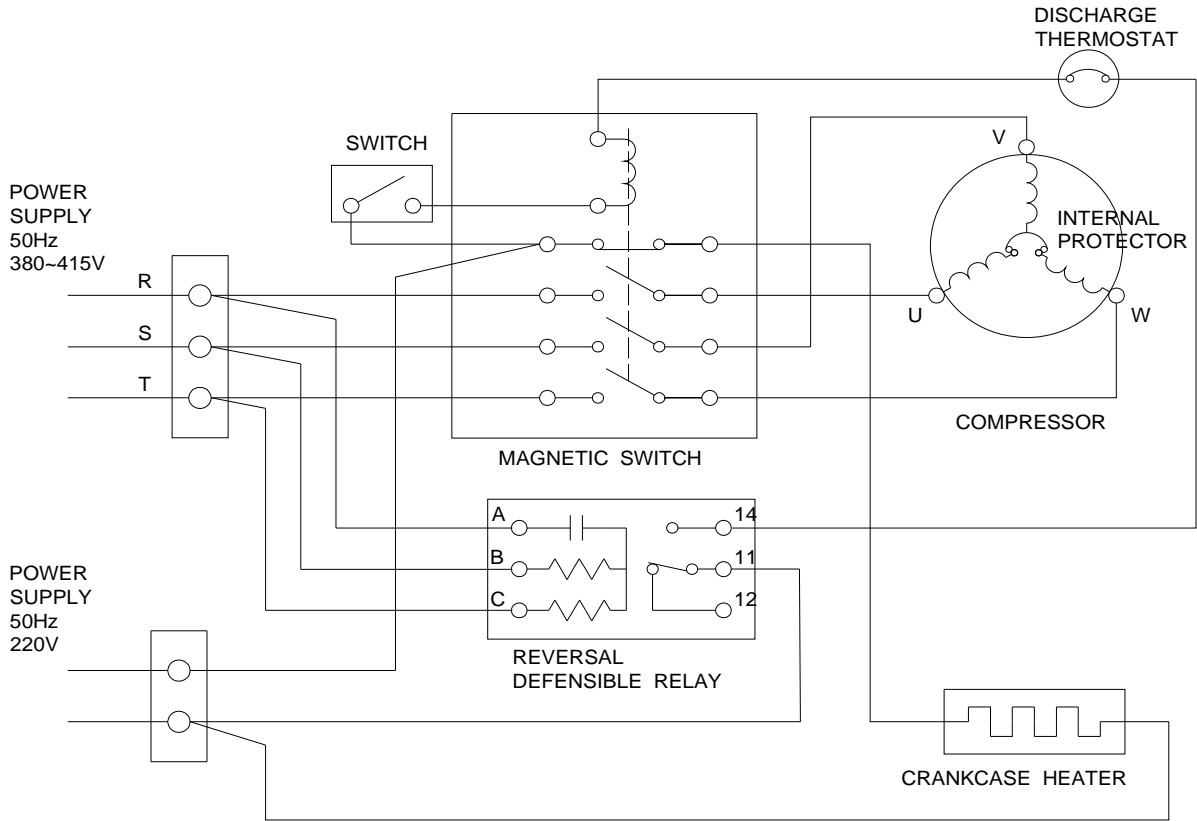 DISCHARGE
THERMOSTAT
SWITCH
V
POWER
SUPPLY
50Hz
380~415V
INTERNAL
PROTECTOR
R
S
T
U
W
COMPRESSOR
MAGNETIC SWITCH
A
14
B
11
C
12
POWER
SUPPLY
50Hz
220V
REVERSAL
DEFENSIBLE RELAY
CRANKCASE HEATER